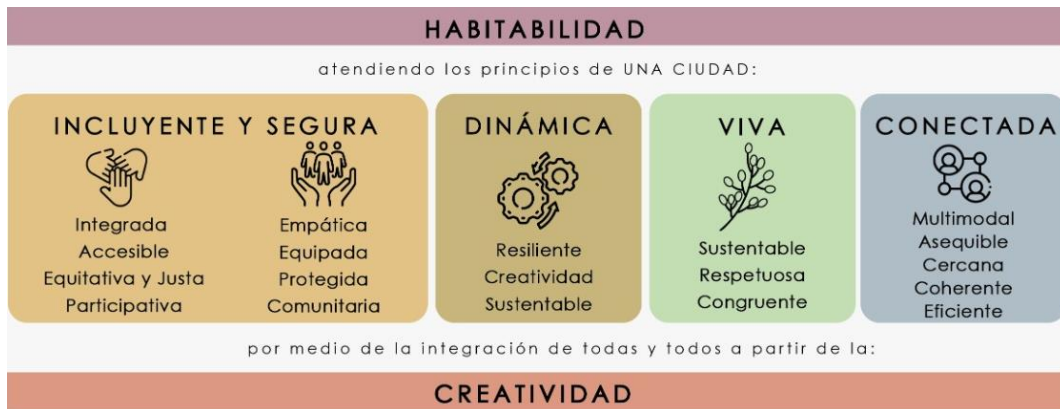 HABITABILIDAD
atendiendo los principios de UNA CIUDAD:
INCLUYENTE Y SEGURA
Integrada
Accesible
Equitativa y Justa
Participativa
Empática
Equipada
Protegida
Comunitaria
DINÁMICA
Resiliente
Creatividad
Sustentable
VIVA
Sustentable
Respetuosa
Congruente
CONECTADA
Multimodal
Asequible
Cercana
Coherente
Eficiente
por medio de la integración de todas y todos a partir de la:
CREATIVIDAD